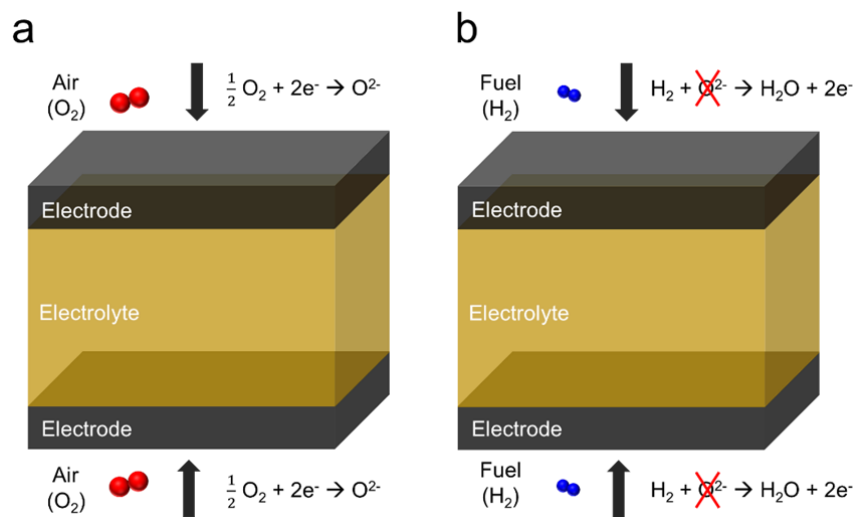 a
Air
(O₂)
½ O₂ + 2e⁻ → O²⁻
Electrode
Electrolyte
Electrode
Air
(O₂)
½ O₂ + 2e⁻ → O²⁻
b
Fuel
(H₂)
H₂ + O²⁻ → H₂O + 2e⁻
Electrode
Electrolyte
Electrode
Fuel
(H₂)
H₂ + O²⁻ → H₂O + 2e⁻